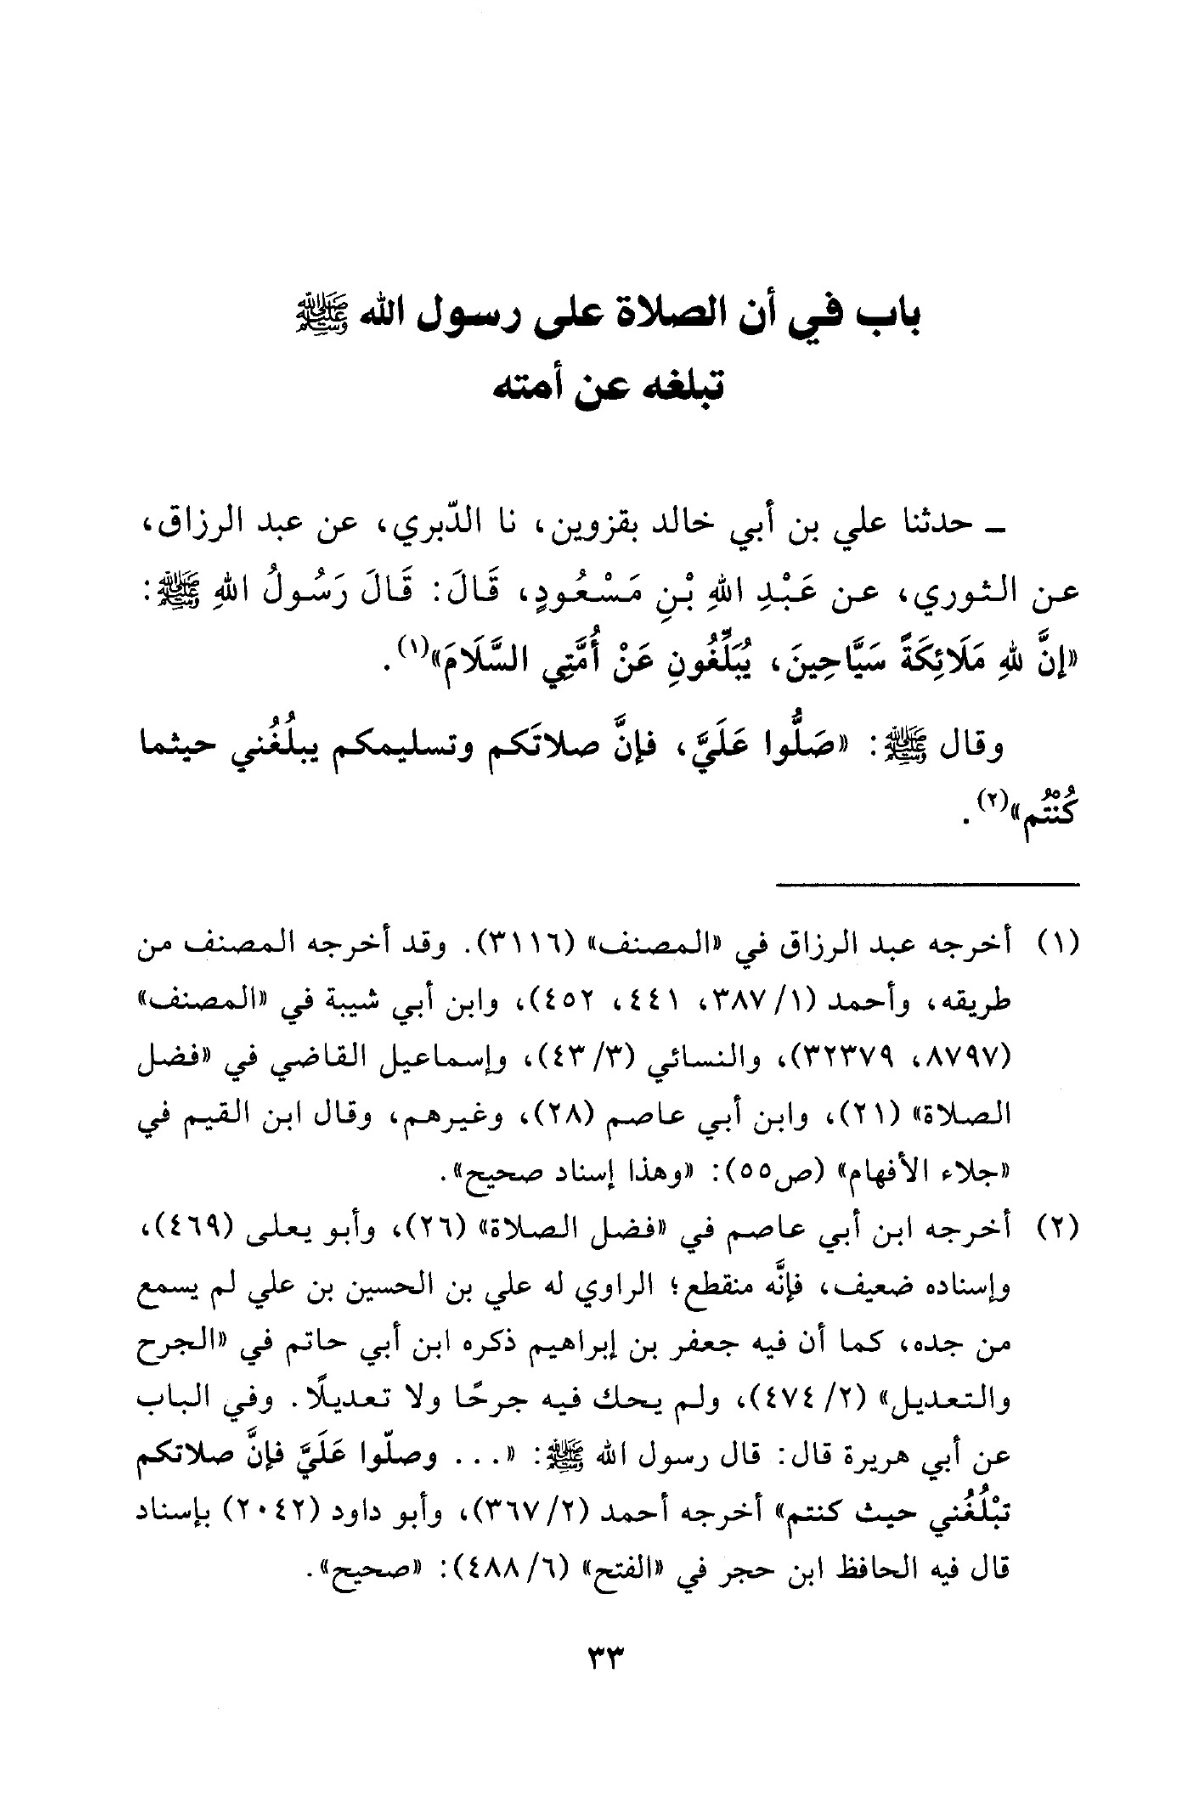 باب في أن الصلاة على رسول الله ﷺ
تبلغه عن أمته
ـ حدثنا علي بن أبي خالد بقزوين، نا الدّبري، عن عبد الرزاق،
عن الثوري، عن عَبْدِ اللهِ بْنِ مَسْعُودٍ، قَالَ: قَالَ رَسُولُ اللهِ ﷺ:
«إنَّ للهِ مَلَائِكَةً سَيَّاحِينَ، يُبَلِّغُونِ عَنْ أُمَّتِي السَّلَامَ»(١).
وقال ﷺ: «صَلُّوا عَلَيَّ، فإنَّ صلاتَكم وتسليمكم يبلُغُني حيثما
كُنْتُم»(٢).
(١) أخرجه عبد الرزاق في «المصنف» (٣١١٦). وقد أخرجه المصنف من
طريقه، وأحمد (١/ ٣٨٧، ٤٤١، ٤٥٢)، وابن أبي شيبة في «المصنف»
(٨٧٩٧، ٣٢٣٧٩)، والنسائي (٣/ ٤٣)، وإسماعيل القاضي في «فضل
الصلاة» (٢١)، وابن أبي عاصم (٢٨)، وغيرهم، وقال ابن القيم في
«جلاء الأفهام» (ص٥٥): «وهذا إسناد صحيح».
(٢) أخرجه ابن أبي عاصم في «فضل الصلاة» (٢٦)، وأبو يعلى (٤٦٩)،
وإسناده ضعيف، فإنَّه منقطع؛ الراوي له علي بن الحسين بن علي لم يسمع
من جده، كما أن فيه جعفر بن إبراهيم ذكره ابن أبي حاتم في «الجرح
والتعديل» (٢/ ٤٧٤)، ولم يحك فيه جرحًا ولا تعديلًا. وفي الباب
عن أبي هريرة قال: قال رسول الله ﷺ: «... وصلّوا عَلَيَّ فإنَّ صلاتكم
تبْلُغُني حيث كنتم» أخرجه أحمد (٢/ ٣٦٧)، وأبو داود (٢٠٤٢) بإسناد
قال فيه الحافظ ابن حجر في «الفتح» (٦/ ٤٨٨): «صحيح».
٣٣